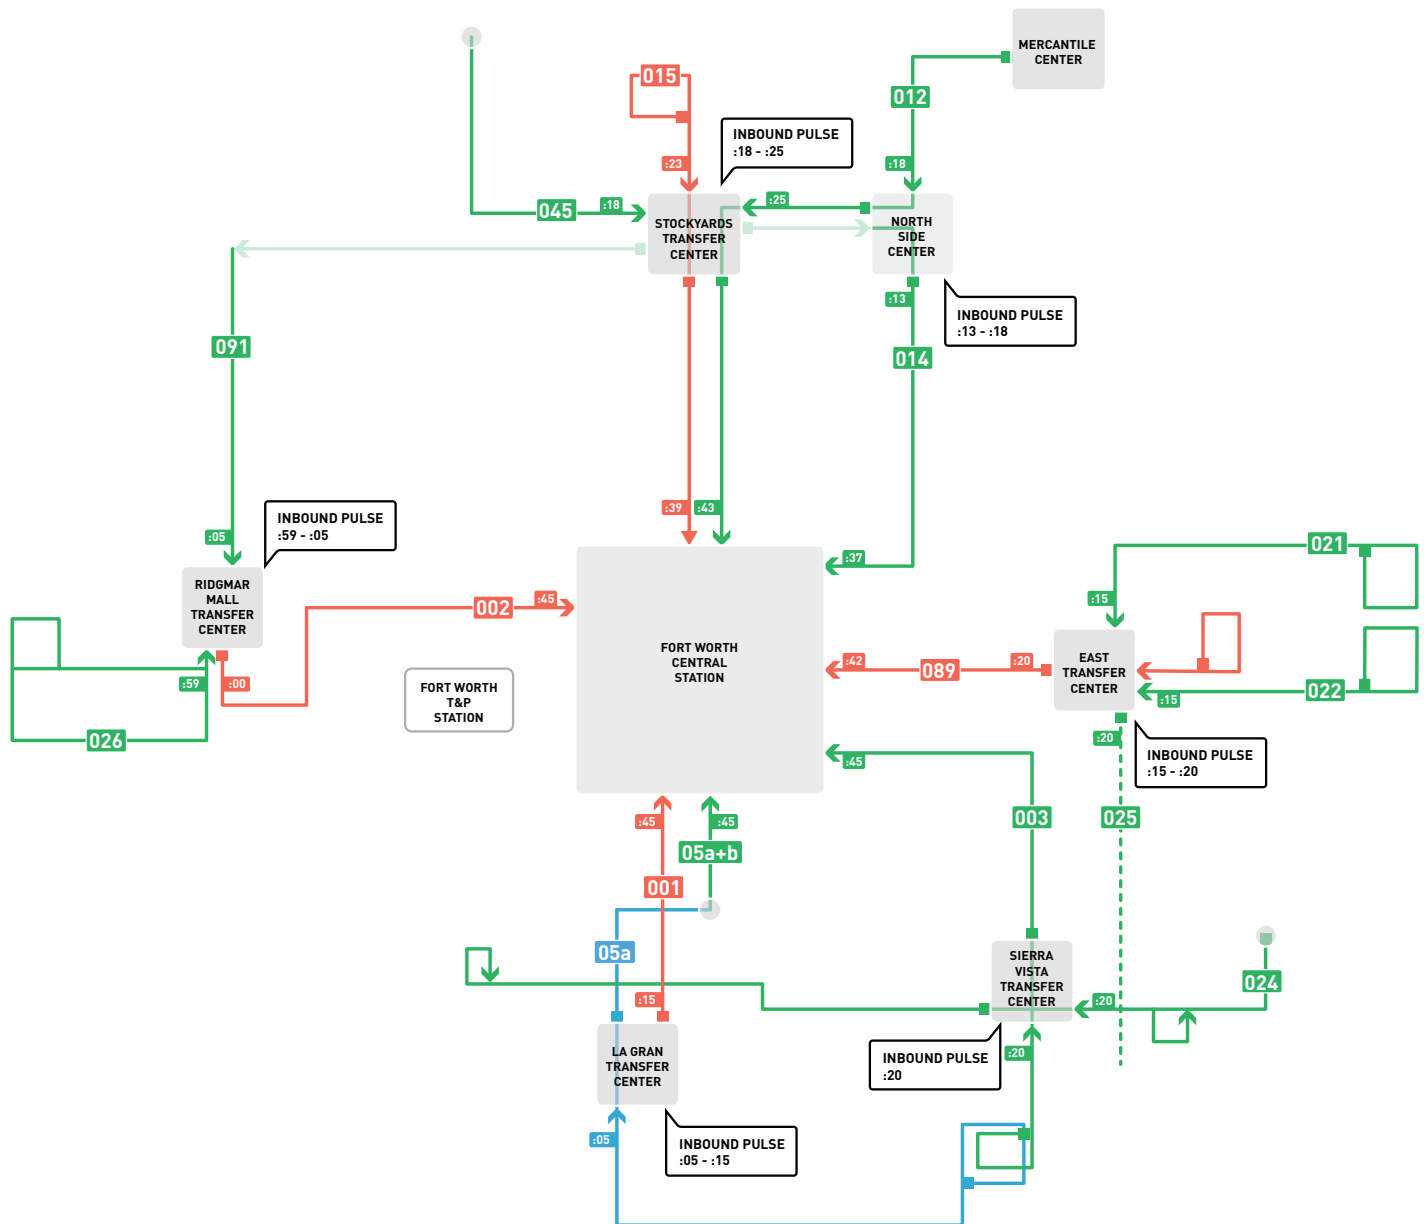 MERCANTILE
CENTER
015
012
INBOUND PULSE
:18 - :25
:23
:18
045
:18
:25
STOCKYARDS
TRANSFER
CENTER
NORTH
SIDE
CENTER
:13
INBOUND PULSE
:13 - :18
091
014
:39
:43
INBOUND PULSE
:59 - :05
:05
:37
021
RIDGMAR
MALL
TRANSFER
CENTER
002
:45
:15
FORT WORTH
CENTRAL
STATION
:42
089
:20
EAST
TRANSFER
CENTER
022
:15
:59
:00
FORT WORTH
T&P
STATION
026
:20
INBOUND PULSE
:15 - :20
:45
003
025
:45
:45
05a+b
001
05a
:15
SIERRA
VISTA
TRANSFER
CENTER
:20
024
LA GRAN
TRANSFER
CENTER
INBOUND PULSE
:20
:20
:05
INBOUND PULSE
:05 - :15